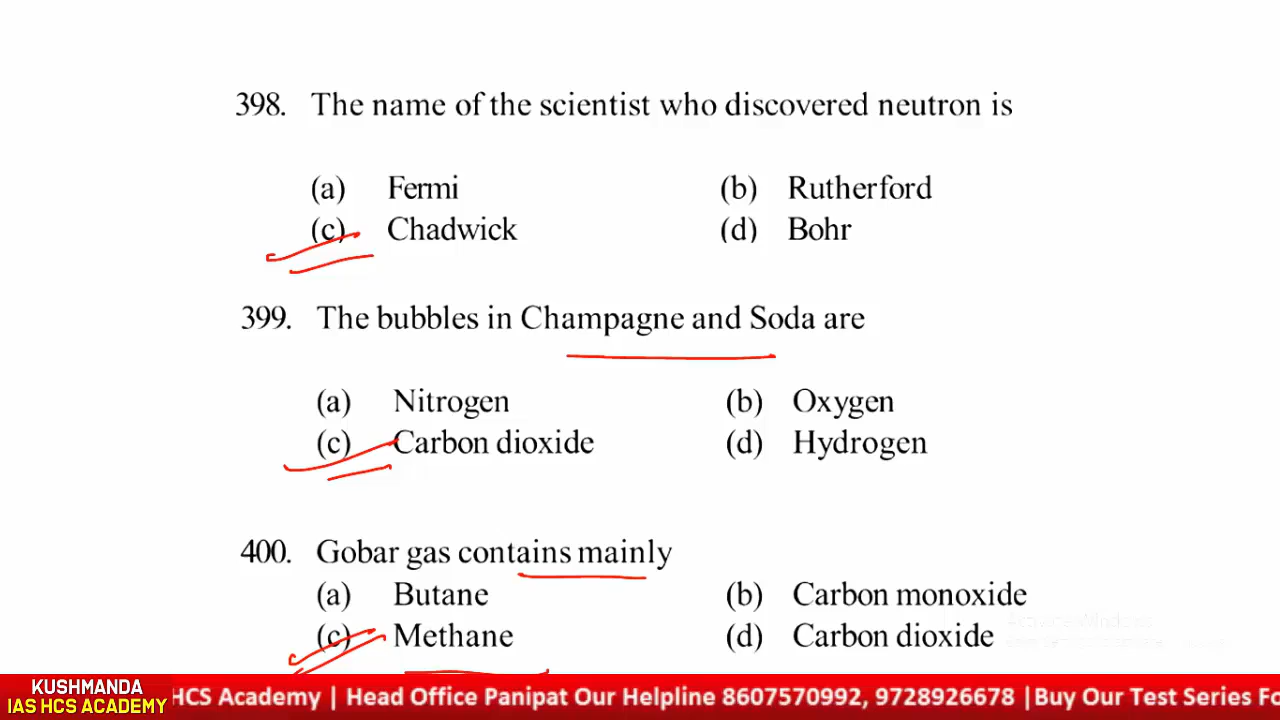 398. The name of the scientist who discovered neutron is
(a) Fermi (b) Rutherford
(c) Chadwick (d) Bohr
399. The bubbles in Champagne and Soda are
(a) Nitrogen (b) Oxygen
(c) Carbon dioxide (d) Hydrogen
400. Gobar gas contains mainly
(a) Butane (b) Carbon monoxide
(c) Methane (d) Carbon dioxide
Activate Windows
KUSHMANDA
IAS HCS ACADEMY
HCS Academy | Head Office Panipat Our Helpline 8607570992, 9728926678 |Buy Our Test Series Fo